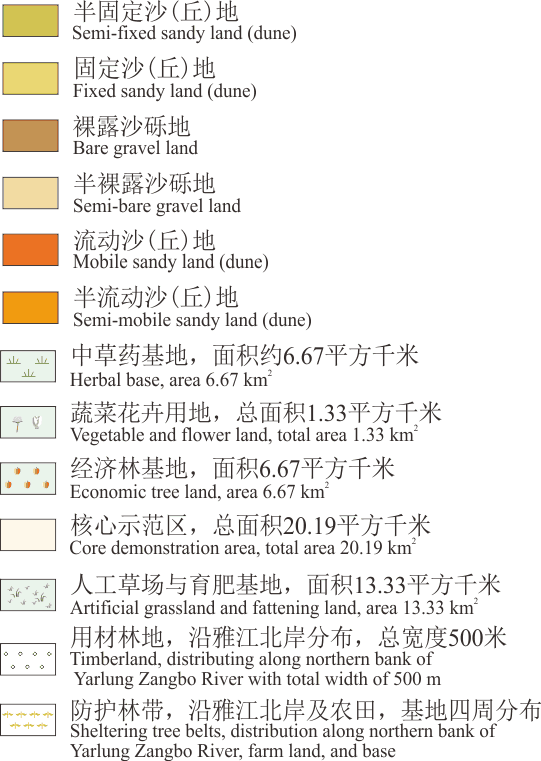 半固定沙(丘)地
Semi-fixed sandy land (dune)
固定沙(丘)地
Fixed sandy land (dune)
裸露沙砾地
Bare gravel land
半裸露沙砾地
Semi-bare gravel land
流动沙(丘)地
Mobile sandy land (dune)
半流动沙(丘)地
Semi-mobile sandy land (dune)
中草药基地，面积约6.67平方千米
Herbal base, area 6.67 km²
蔬菜花卉用地，总面积1.33平方千米
Vegetable and flower land, total area 1.33 km²
经济林基地，面积6.67平方千米
Economic tree land, area 6.67 km²
核心示范区，总面积20.19平方千米
Core demonstration area, total area 20.19 km²
人工草场与育肥基地，面积13.33平方千米
Artificial grassland and fattening land, area 13.33 km²
用材林地，沿雅江北岸分布，总宽度500米
Timberland, distributing along northern bank of
Yarlung Zangbo River with total width of 500 m
防护林带，沿雅江北岸及农田，基地四周分布
Sheltering tree belts, distribution along northern bank of
Yarlung Zangbo River, farm land, and base